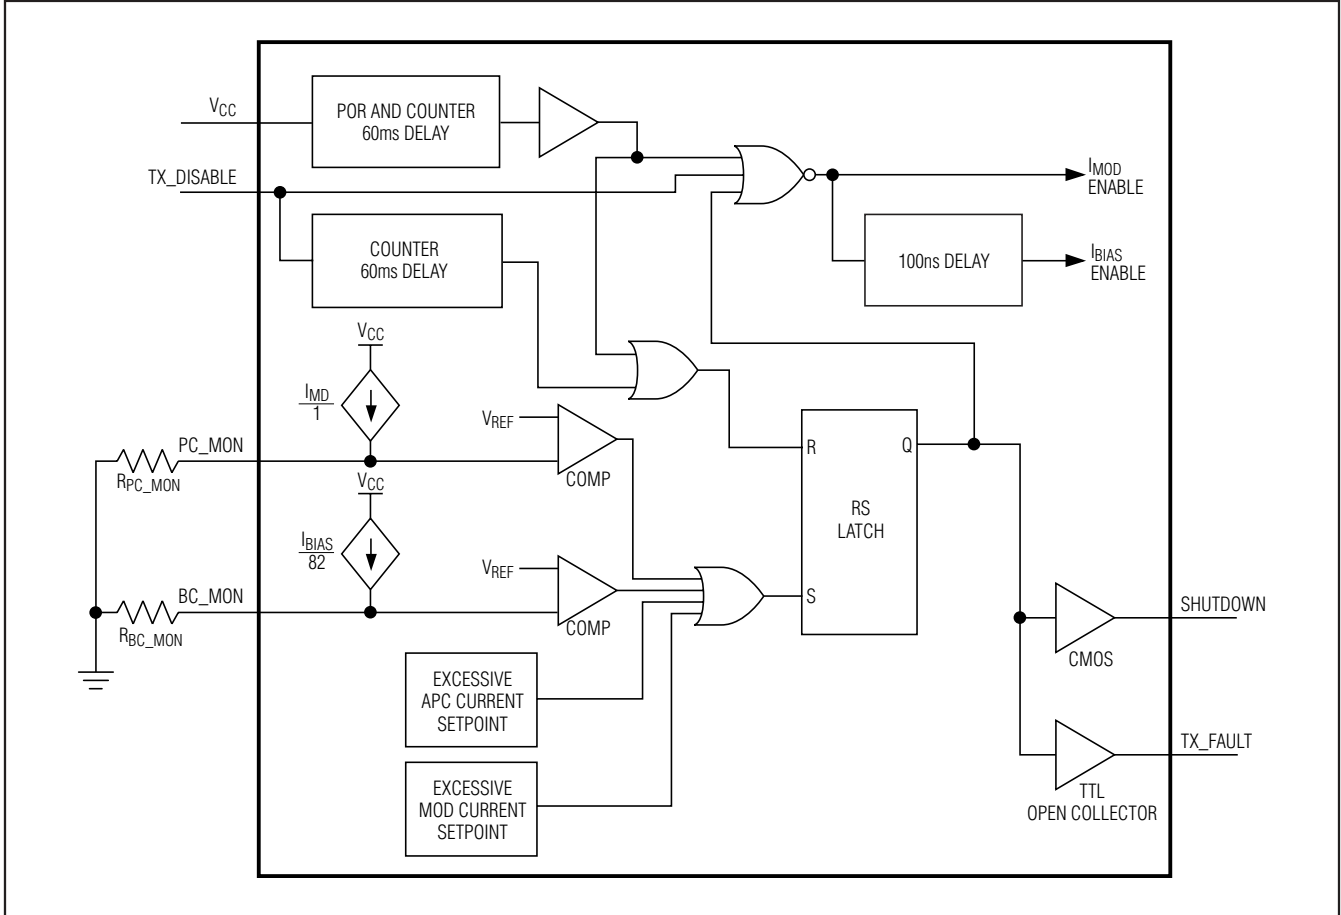 VCC
POR AND COUNTER
60ms DELAY
TX_DISABLE
IMOD
ENABLE
COUNTER
60ms DELAY
100ns DELAY
IBIAS
ENABLE
VCC
IMD
1
VREF
COMP
PC_MON
RPC_MON
VCC
R
Q
RS
LATCH
IBIAS
82
VREF
COMP
BC_MON
RBC_MON
S
SHUTDOWN
CMOS
EXCESSIVE
APC CURRENT
SETPOINT
TX_FAULT
TTL
OPEN COLLECTOR
EXCESSIVE
MOD CURRENT
SETPOINT